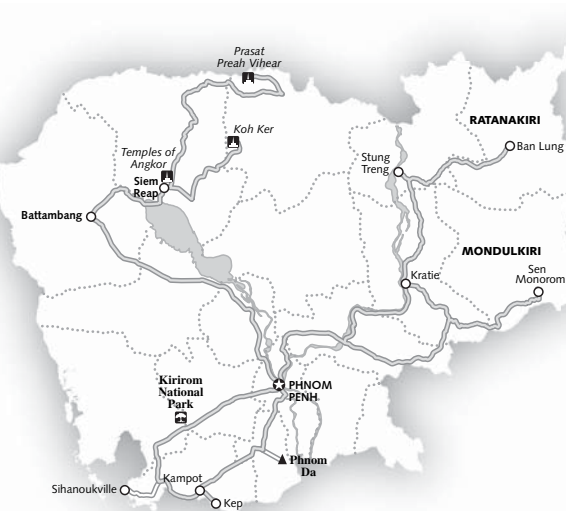 Prasat
Preah Vihear
RATANAKIRI
Koh Ker
Ban Lung
Temples of
Angkor
Stung
Treng
Siem
Reap
Battambang
MONDULKIRI
Sen
Monorom
Kratie
Kirirom
National
Park
PHNOM
PENH
Phnom
Da
Kampot
Sihanoukville
Kep